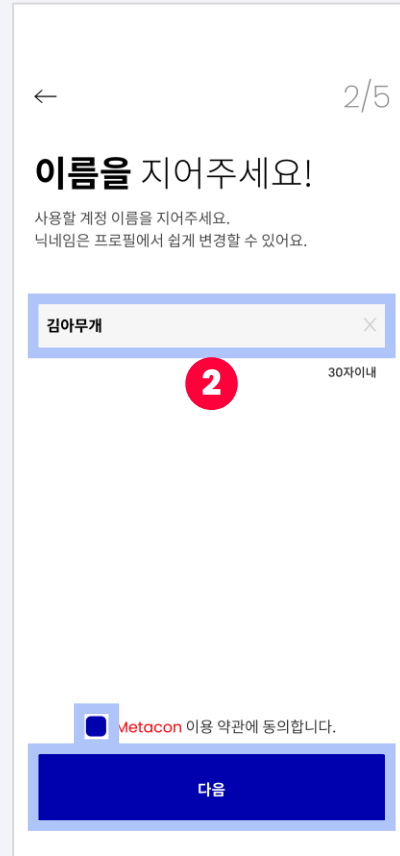 2/5
이름을 지어주세요!
사용할 계정 이름을 지어주세요.
닉네임은 프로필에서 쉽게 변경할 수 있어요.
김아무개
2
30자이내
Metacon 이용 약관에 동의합니다.
다음